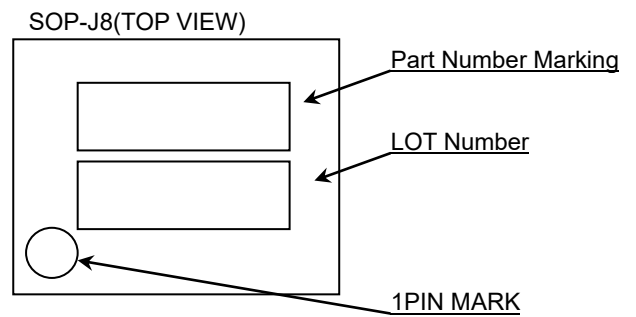 SOP-J8(TOP VIEW)
Part Number Marking
LOT Number
1PIN MARK